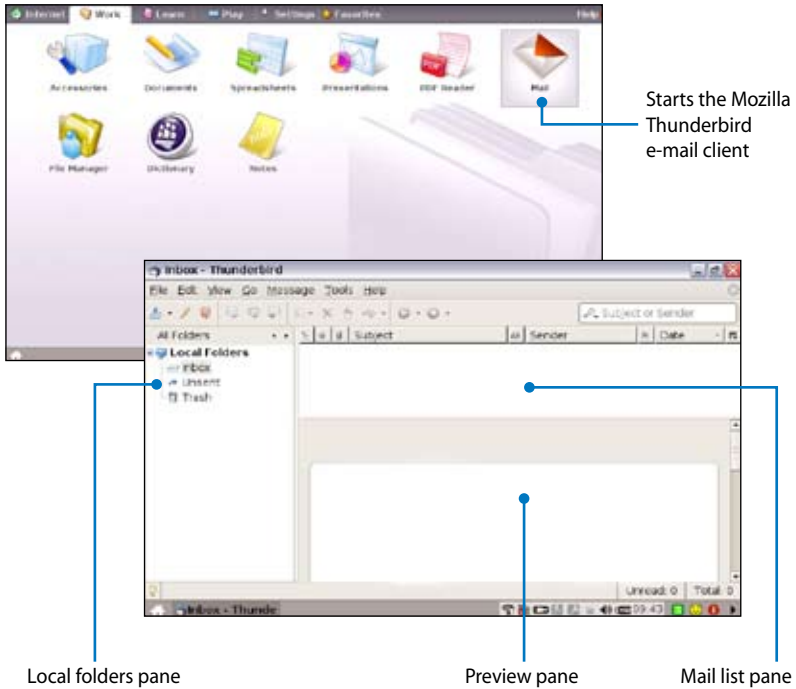 Internet Work Learn Play Settings Favorites Help
Accessories Documents Spreadsheets Presentations PDF Reader Mail
File Manager Dictionary Notes
Starts the Mozilla
Thunderbird
e-mail client
Inbox - Thunderbird
File Edit View Go Message Tools Help
Subject or Sender
All Folders Subject Sender Date
Local Folders
Inbox
Unsent
Trash
Unread: 0 Total: 0
Inbox - Thunde 09:47
Local folders pane Preview pane Mail list pane